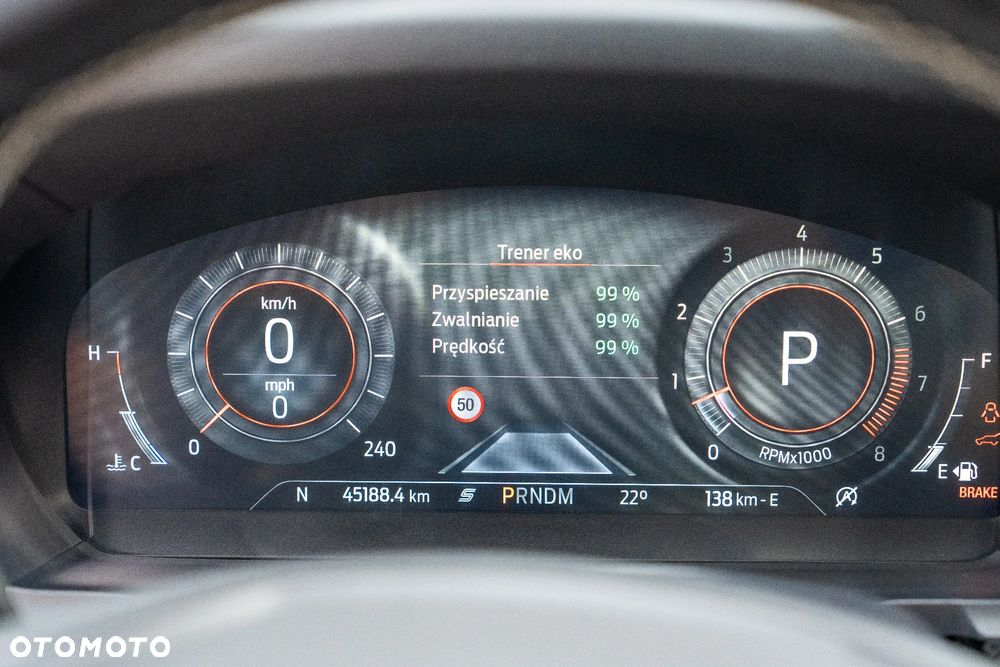 Trener eko
Przyspieszanie 99 %
Zwalnianie 99 %
Prędkość 99 %
50
km/h
0
mph
0
0
240
H
C
P
0
1
2
3
4
5
6
7
8
RPMx1000
F
E
BRAKE
N 45188.4 km S PRNDM 22° 138 km - E
A
OTOMOTO